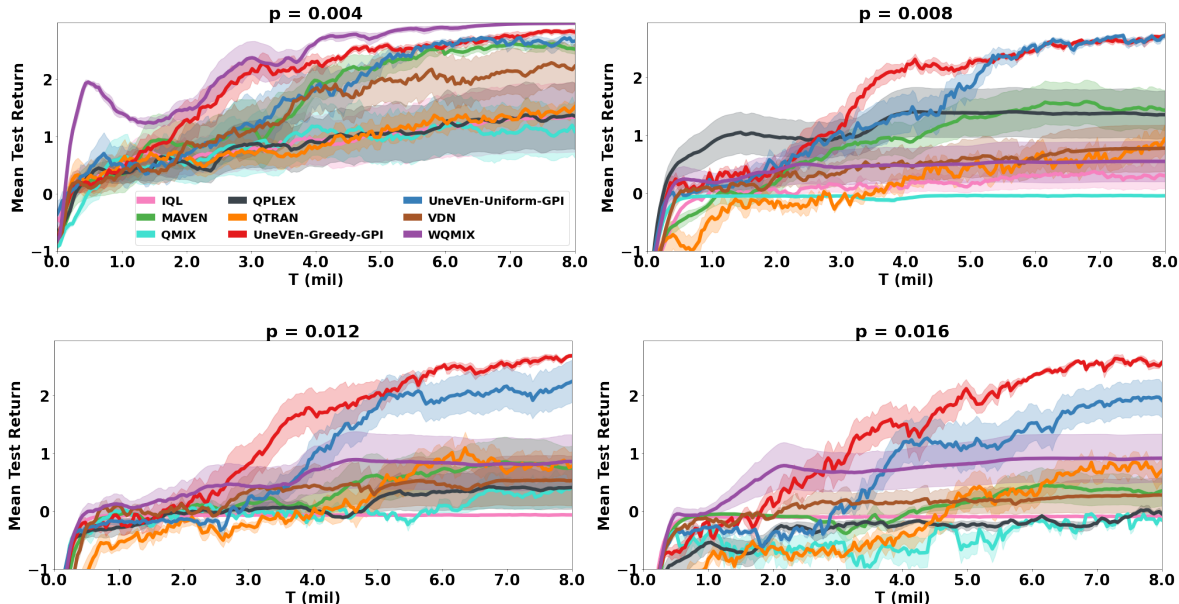 p = 0.004
Mean Test Return
2
1
0
−1
IQL
MAVEN
QMIX
QPLEX
QTRAN
UneVEn-Greedy-GPI
UneVEn-Uniform-GPI
VDN
WQMIX
0.0 1.0 2.0 3.0 4.0 5.0 6.0 7.0 8.0
T (mil)
p = 0.008
Mean Test Return
2
1
0
−1
0.0 1.0 2.0 3.0 4.0 5.0 6.0 7.0 8.0
T (mil)
p = 0.012
Mean Test Return
2
1
0
−1
0.0 1.0 2.0 3.0 4.0 5.0 6.0 7.0 8.0
T (mil)
p = 0.016
Mean Test Return
2
1
0
−1
0.0 1.0 2.0 3.0 4.0 5.0 6.0 7.0 8.0
T (mil)